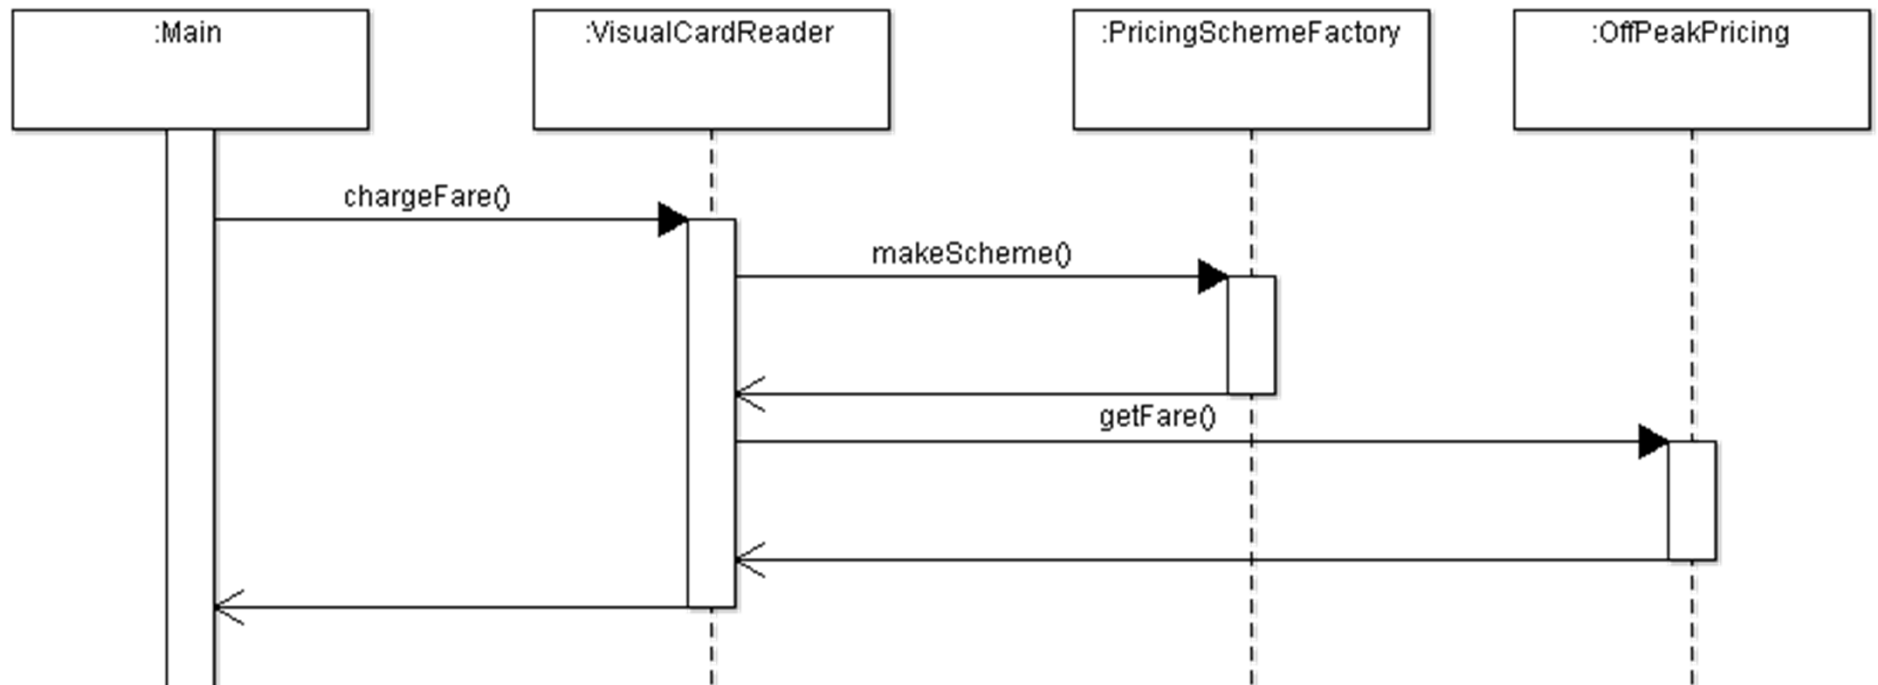 :Main
:VisualCardReader
:PricingSchemeFactory
:OffPeakPricing
chargeFare()
makeScheme()
getFare()